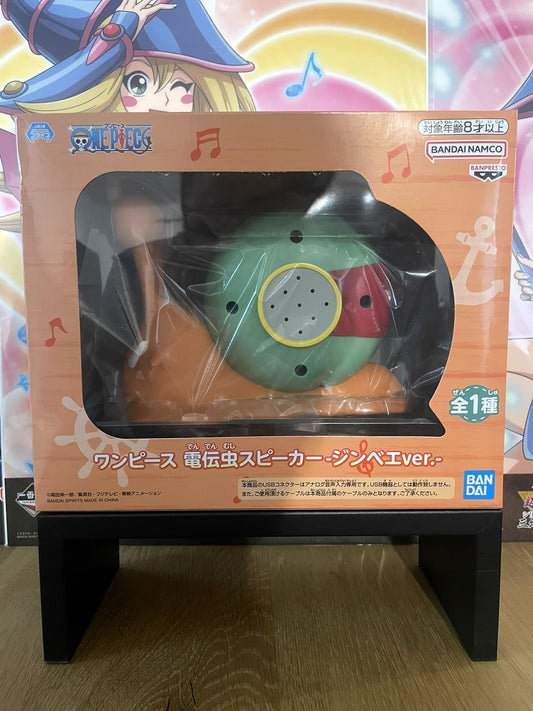 ONE PIECE
対象年齢8才以上
BANDAI NAMCO
BANPRESTO
全1種
ワンピース 電伝虫スピーカー-ジンベエver.-
©尾田栄一郎/集英社・フジテレビ・東映アニメーション
BANDAI SPIRITS MADE IN CHINA
本商品のUSBコネクターはアナログ音声入力専用です。USB機器としては動作致しません。
また、ご使用頂けるケーブルは本商品付属のケーブルのみとなります。ご了承ください。
BANDAI